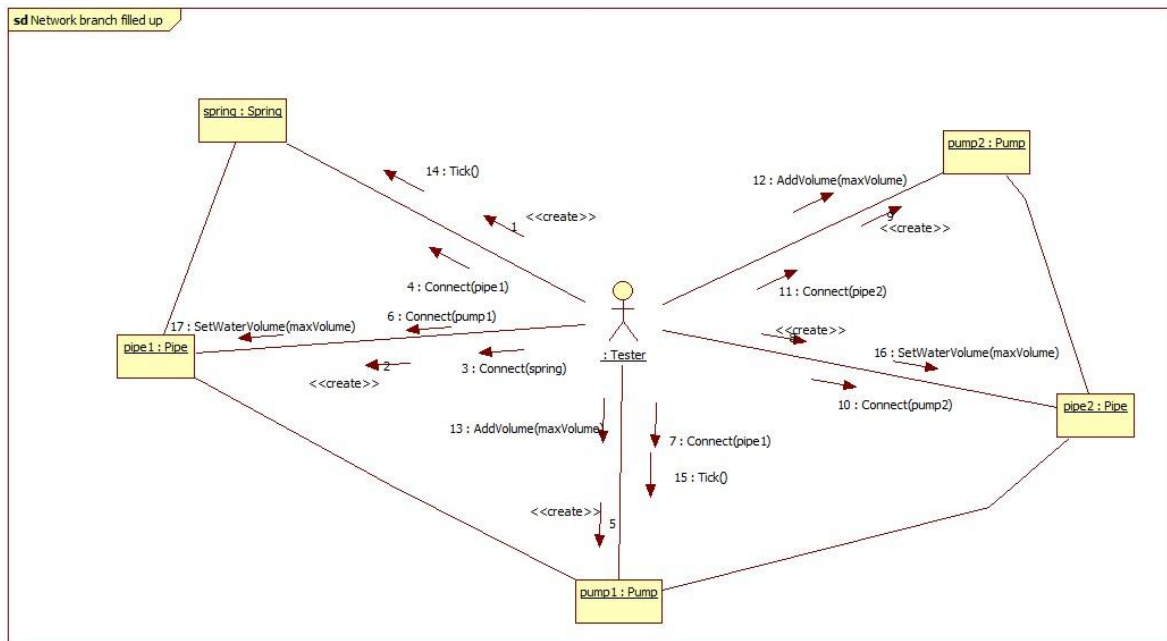 sd Network branch filled up
spring : Spring
pump2 : Pump
14 : Tick()
12 : AddVolume(maxVolume)
<<create>>
1
9
<<create>>
4 : Connect(pipe1)
11 : Connect(pipe2)
6 : Connect(pump1)
17 : SetWaterVolume(maxVolume)
<<create>>
8
pipe1 : Pipe
: Tester
16 : SetWaterVolume(maxVolume)
2
3 : Connect(spring)
<<create>>
10 : Connect(pump2)
pipe2 : Pipe
13 : AddVolume(maxVolume)
7 : Connect(pipe1)
15 : Tick()
<<create>>
5
pump1 : Pump